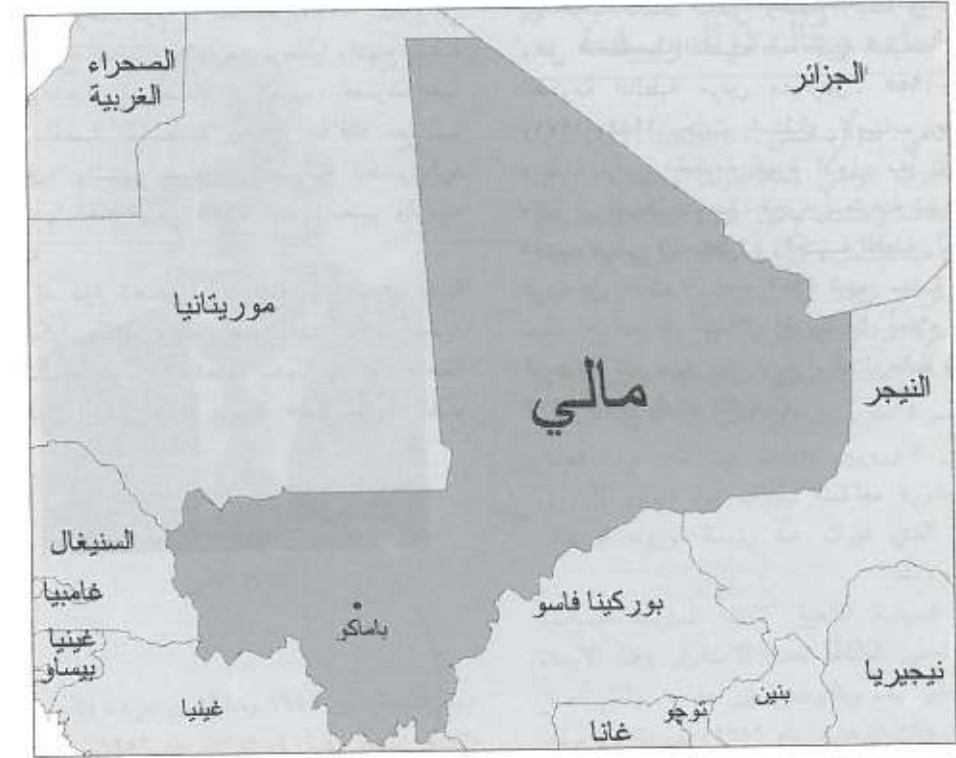 الصحراء
الغربية
الجزائر
موريتانيا
مالي
النيجر
السنيغال
غامبيا
غينيا
بيساو
باماكو
بوركينا فاسو
غينيا
غانا
توجو
بنين
نيجيريا